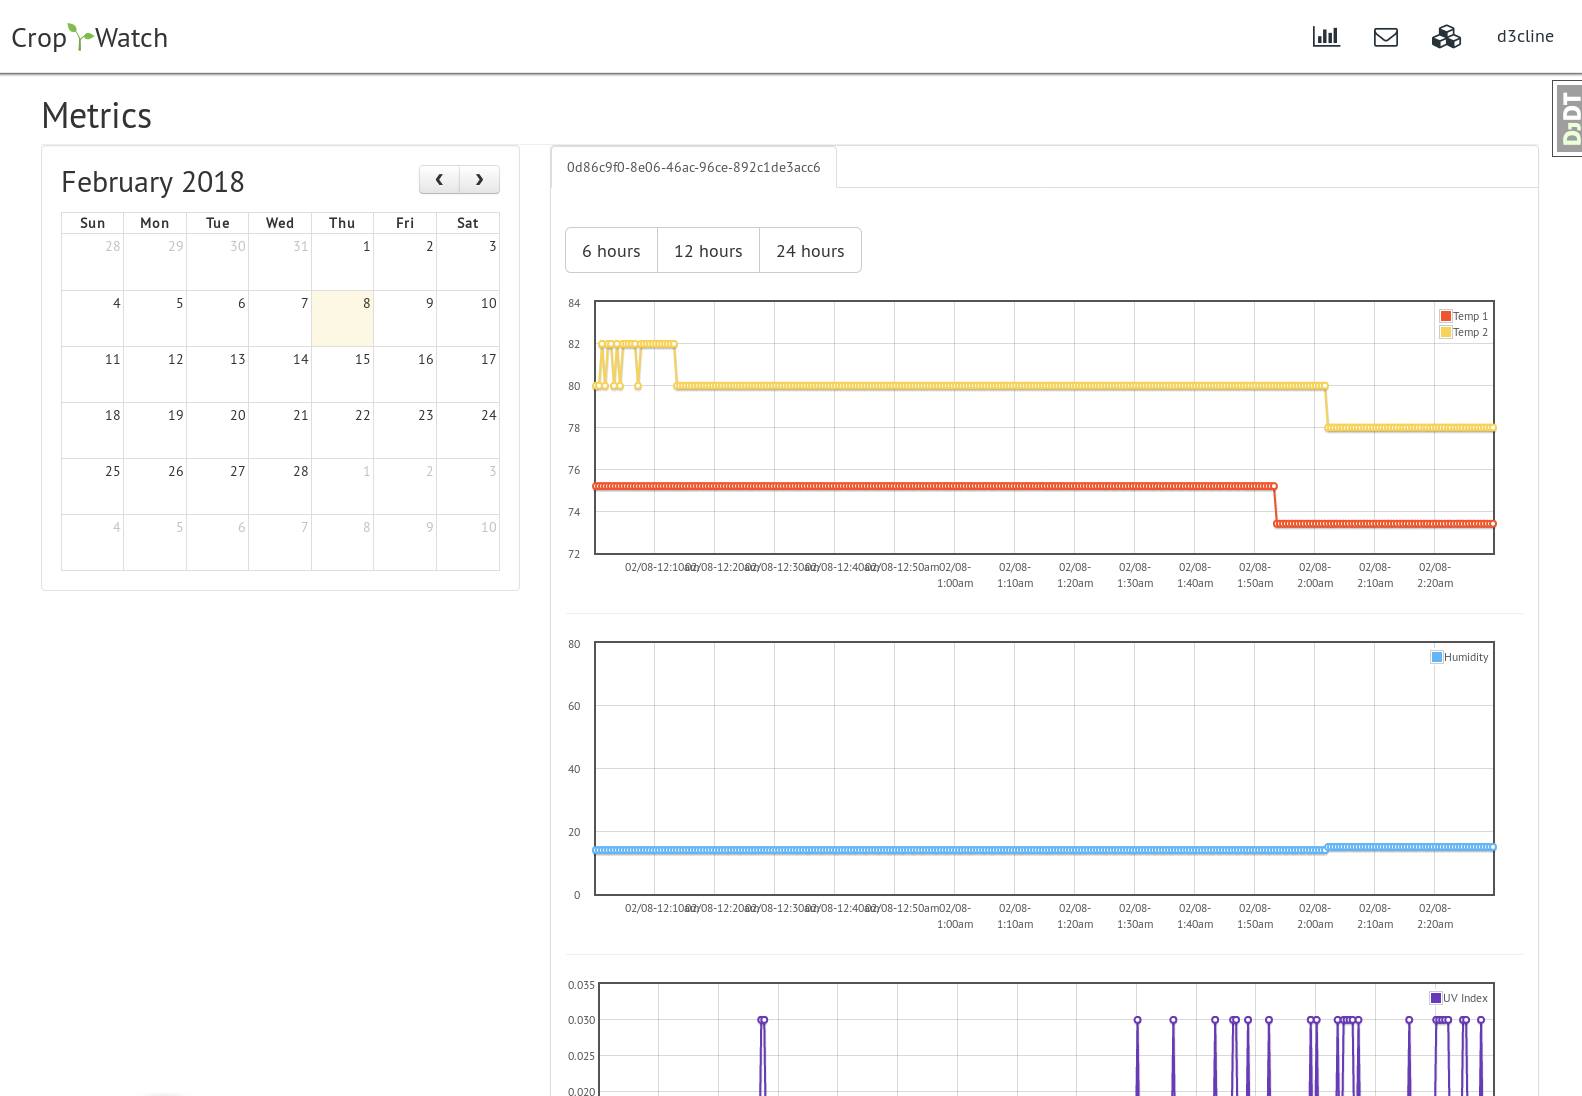 Crop Watch
d3cline
DJDT
Metrics
February 2018
Sun Mon Tue Wed Thu Fri Sat
28 29 30 31 1 2 3
4 5 6 7 8 9 10
11 12 13 14 15 16 17
18 19 20 21 22 23 24
25 26 27 28 1 2 3
4 5 6 7 8 9 10
0d86c9f0-8e06-46ac-96ce-892c1de3acc6
6 hours 12 hours 24 hours
84
82
80
78
76
74
72
Temp 1
Temp 2
02/08-12:10am 02/08-12:20am 02/08-12:30am 02/08-12:40am 02/08-12:50am 02/08- 02/08- 02/08- 02/08- 02/08- 02/08- 02/08- 02/08- 02/08-
1:00am 1:10am 1:20am 1:30am 1:40am 1:50am 2:00am 2:10am 2:20am
80
60
40
20
0
Humidity
02/08-12:10am 02/08-12:20am 02/08-12:30am 02/08-12:40am 02/08-12:50am 02/08- 02/08- 02/08- 02/08- 02/08- 02/08- 02/08- 02/08- 02/08-
1:00am 1:10am 1:20am 1:30am 1:40am 1:50am 2:00am 2:10am 2:20am
0.035
0.030
0.025
0.020
UV Index